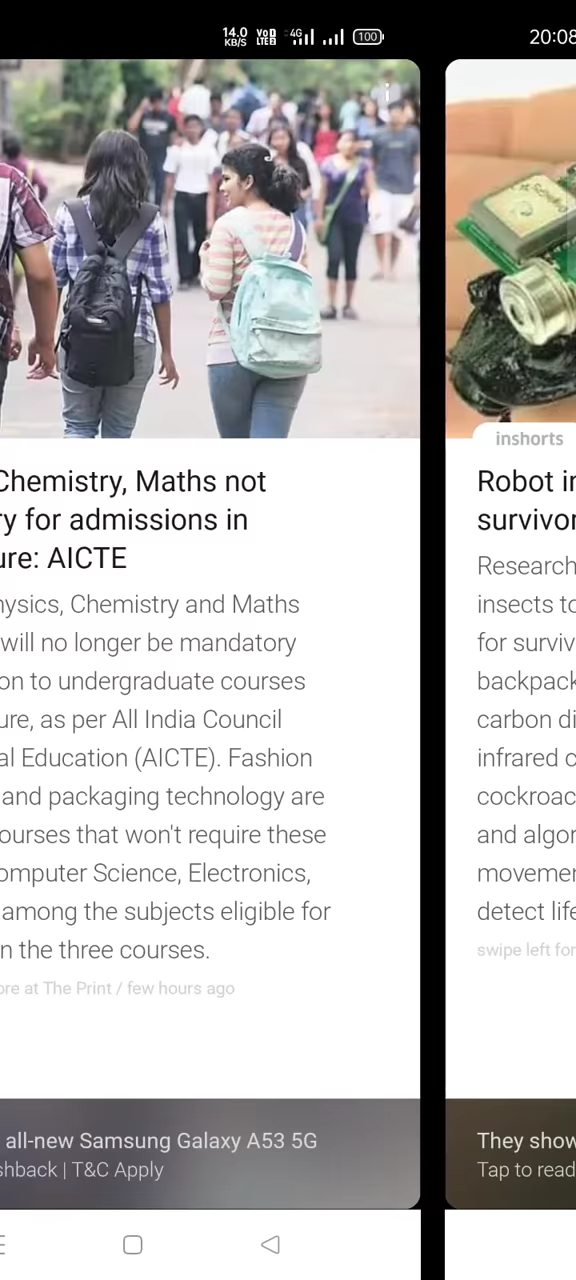 14.0 KB/S VoD LTE2 4G 100
Chemistry, Maths not
ry for admissions in
ure: AICTE
hysics, Chemistry and Maths
will no longer be mandatory
on to undergraduate courses
ure, as per All India Council
al Education (AICTE). Fashion
and packaging technology are
ourses that won't require these
omputer Science, Electronics,
among the subjects eligible for
n the three courses.
ore at The Print / few hours ago
all-new Samsung Galaxy A53 5G
shback | T&C Apply
20:08
inshorts
Robot in
survivor
Research
insects to
for surviv
backpack
carbon di
infrared c
cockroac
and algor
movemen
detect life
swipe left for
They show
Tap to read